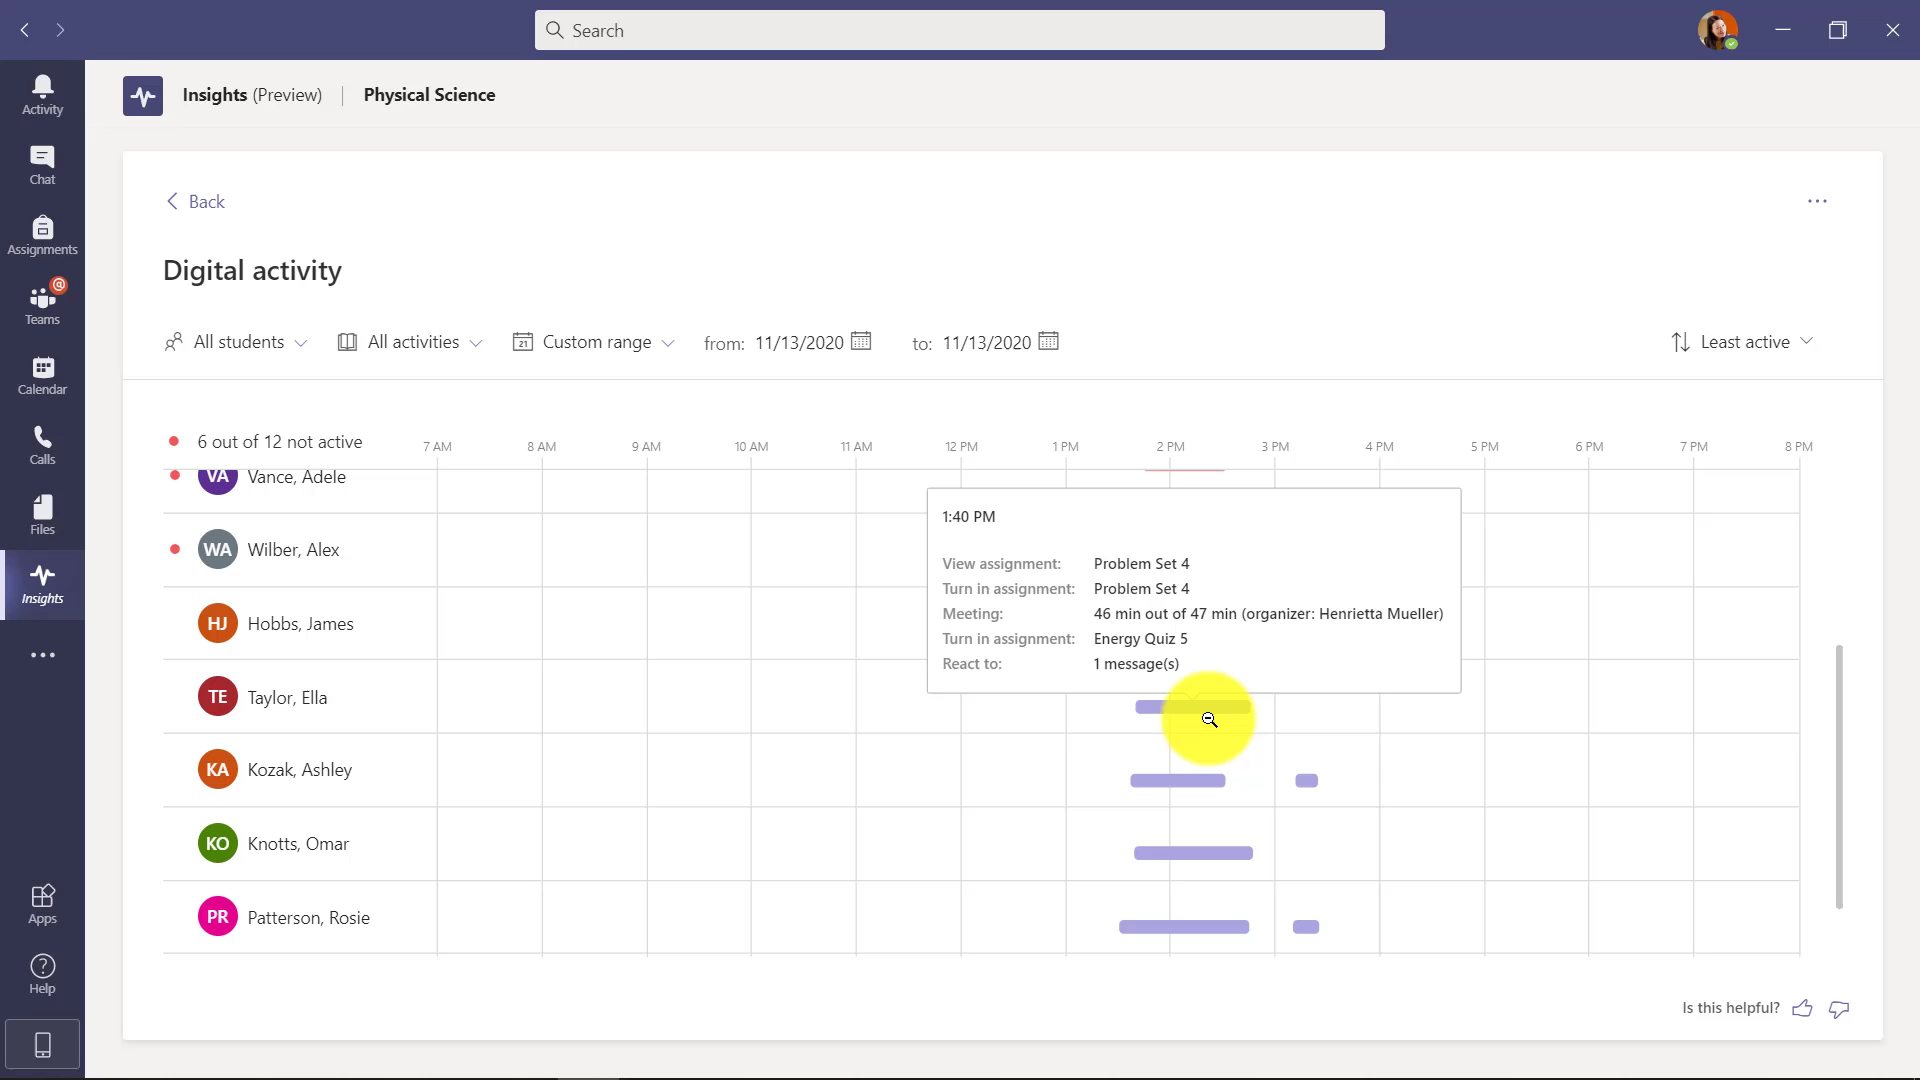 Search
Activity
Chat
Assignments
@
Teams
Calendar
Calls
Files
Insights
Apps
Help
Insights (Preview) | Physical Science
Back
Digital activity
All students
All activities
21 Custom range
from: 11/13/2020
to: 11/13/2020
Least active
6 out of 12 not active
7 AM 8 AM 9 AM 10 AM 11 AM 12 PM 1 PM 2 PM 3 PM 4 PM 5 PM 6 PM 7 PM 8 PM
VA Vance, Adele
WA Wilber, Alex
HJ Hobbs, James
TE Taylor, Ella
KA Kozak, Ashley
KO Knotts, Omar
PR Patterson, Rosie
1:40 PM
View assignment: Problem Set 4
Turn in assignment: Problem Set 4
Meeting: 46 min out of 47 min (organizer: Henrietta Mueller)
Turn in assignment: Energy Quiz 5
React to: 1 message(s)
Is this helpful?